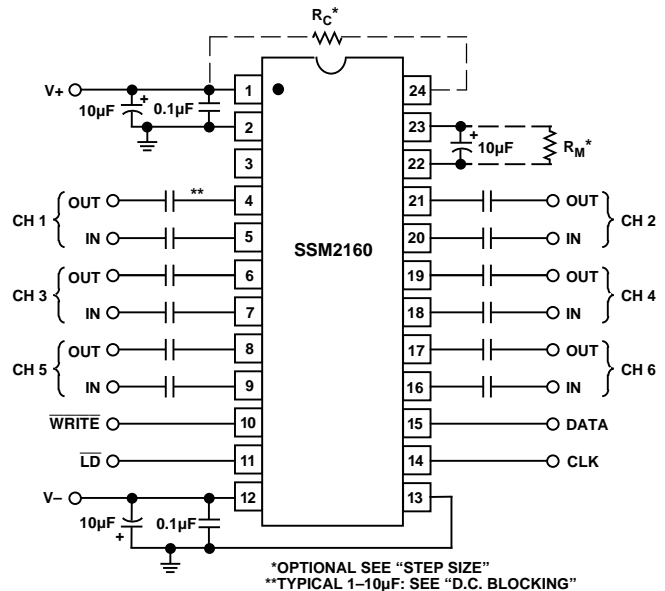 R_C*
V+
10µF
+
0.1µF
1
24
2
23
+
10µF
R_M*
3
22
CH 1
OUT
**
4
21
OUT
CH 2
IN
5
20
IN
SSM2160
CH 3
OUT
6
19
OUT
CH 4
IN
7
18
IN
CH 5
OUT
8
17
OUT
CH 6
IN
9
16
IN
WRITE
10
15
DATA
LD
11
14
CLK
V–
12
13
10µF
+
0.1µF
*OPTIONAL SEE “STEP SIZE”
**TYPICAL 1–10µF: SEE “D.C. BLOCKING”